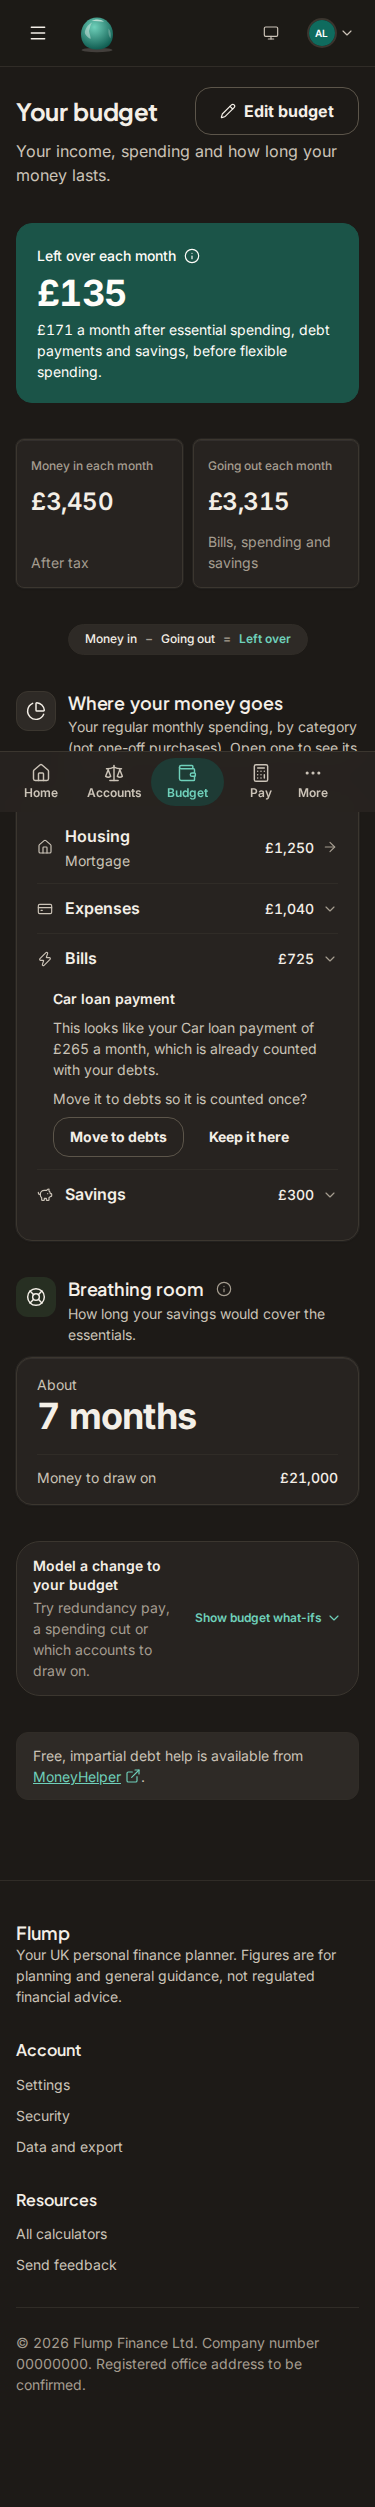 AL
Your budget
Edit budget
Your income, spending and how long your
money lasts.
Left over each month
£135
£171 a month after essential spending, debt
payments and savings, before flexible
spending.
Money in each month
£3,450
After tax
Going out each month
£3,315
Bills, spending and
savings
Money in − Going out = Left over
Where your money goes
Your regular monthly spending, by category
(not one-off purchases). Open one to see its
Home
Accounts
Budget
Pay
More
Housing
Mortgage
£1,250
Expenses
£1,040
Bills
£725
Car loan payment
This looks like your Car loan payment of
£265 a month, which is already counted
with your debts.
Move it to debts so it is counted once?
Move to debts
Keep it here
Savings
£300
Breathing room
How long your savings would cover the
essentials.
About
7 months
Money to draw on
£21,000
Model a change to
your budget
Try redundancy pay,
a spending cut or
which accounts to
draw on.
Show budget what-ifs
Free, impartial debt help is available from
MoneyHelper .
Flump
Your UK personal finance planner. Figures are for
planning and general guidance, not regulated
financial advice.
Account
Settings
Security
Data and export
Resources
All calculators
Send feedback
© 2026 Flump Finance Ltd. Company number
00000000. Registered office address to be
confirmed.